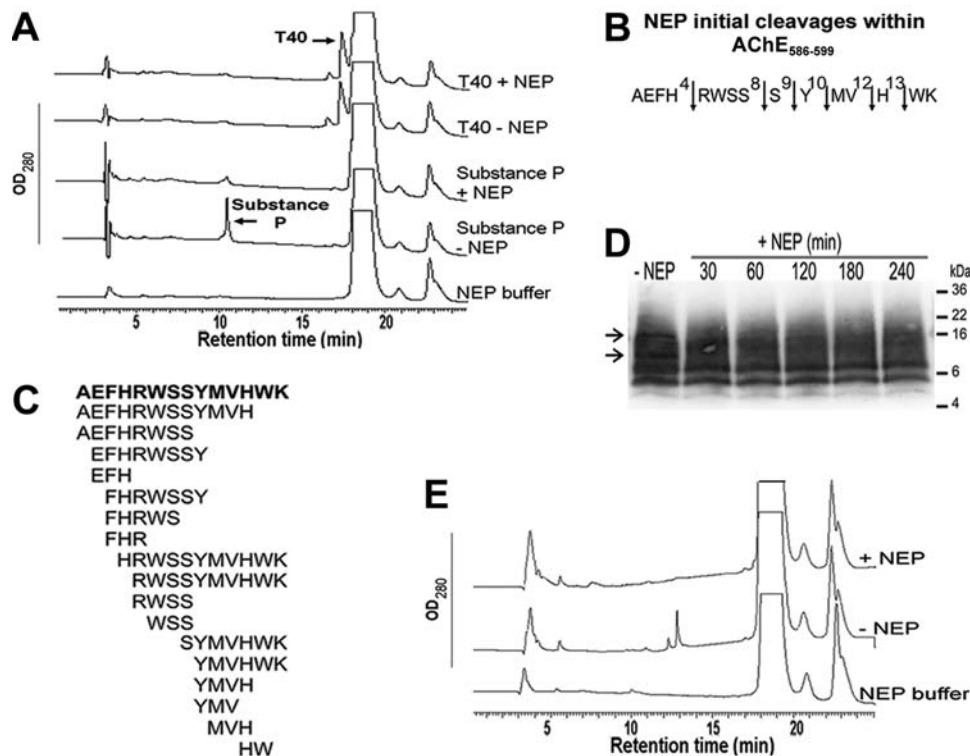 A
T40
T40 + NEP
T40 - NEP
Substance P
+ NEP
Substance
P
Substance P
- NEP
NEP buffer
OD280
5 10 15 20
Retention time (min)
B
NEP initial cleavages within
AChE586-599
AEFH4RWSS8S9Y10MV12H13WK
C
AEFHRWSSYMVHWK
AEFHRWSSYMVH
AEFHRWSS
EFHRWSSY
EFH
FHRWSSY
FHRWS
FHR
HRWSSYMVHWK
RWSSYMVHWK
RWSS
WSS
SYMVHWK
YMVHWK
YMVH
YMV
MVH
HW
D
+ NEP (min)
- NEP 30 60 120 180 240 kDa
36
22
16
6
4
E
+ NEP
- NEP
NEP buffer
OD280
5 10 15 20
Retention time (min)